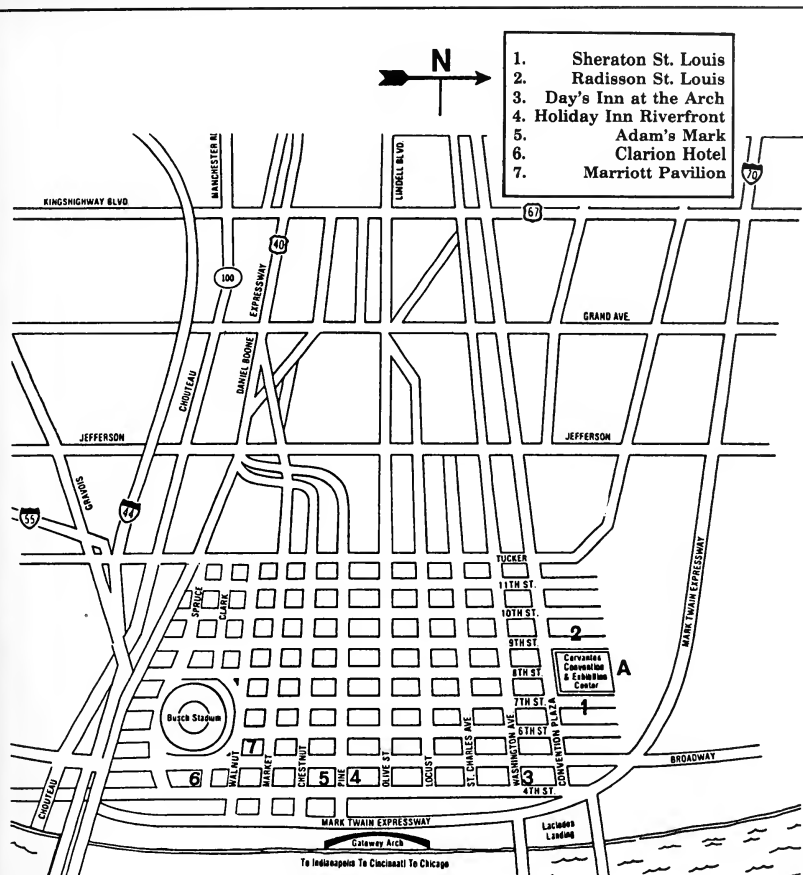 N
1. Sheraton St. Louis
2. Radisson St. Louis
3. Day's Inn at the Arch
4. Holiday Inn Riverfront
5. Adam's Mark
6. Clarion Hotel
7. Marriott Pavilion
70
MANCHESTER
LINDELL BLVD.
KINGSHIGHWAY BLVD.
67
40
100
EXPRESSWAY
GRAND AVE.
DANIEL BOONE
CHOUTEAU
JEFFERSON
JEFFERSON
GRAVOIS
55
44
TUCKER
11TH ST.
SPRUCE
CLARK
10TH ST.
MARK TWAIN EXPRESSWAY
2
9TH ST.
Cervantes
Convention
& Exhibition
Center
A
8TH ST.
7TH ST.
1
Busch Stadium
6TH ST.
7
WALNUT
MARKET
CHESTNUT
PINE
OLIVE ST
LOCUST
ST. CHARLES AVE
WASHINGTON AVE
CONVENTION PLAZA
BROADWAY
6
5
4
3
4TH ST.
CHOUTEAU
MARK TWAIN EXPRESSWAY
Landing
Gateway Arch
To Indianapolis To Cincinnati To Chicago